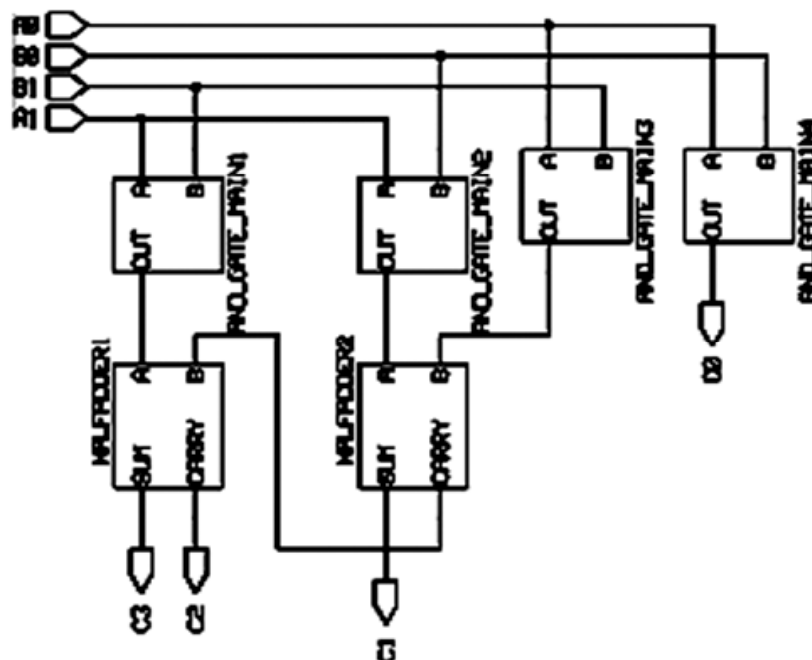 A0
B0
B1
A1
A
B
OUT
AND_GATE_MAIN1
A
B
OUT
AND_GATE_MAIN2
A
B
OUT
AND_GATE_MAIN3
A
B
OUT
AND_GATE_MAIN4
HALFADDER1
A
B
SUM
CARRY
HALFADDER2
A
B
SUM
CARRY
C3
C2
C1
C0